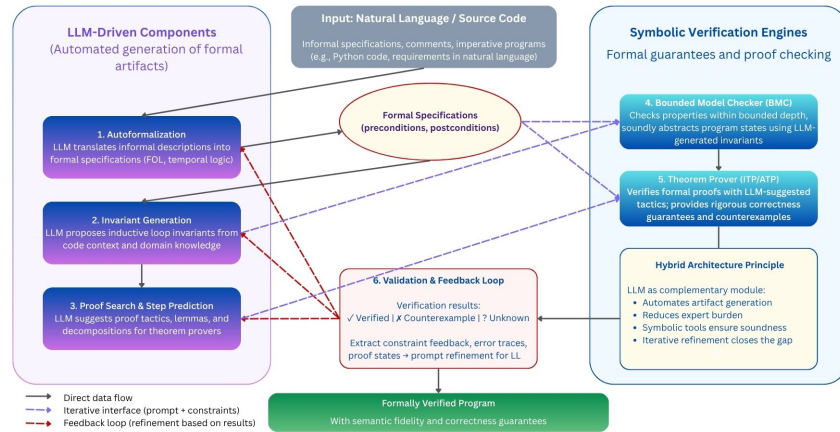 LLM-Driven Components
(Automated generation of formal
artifacts)
Input: Natural Language / Source Code
Informal specifications, comments, imperative programs
(e.g., Python code, requirements in natural language)
Symbolic Verification Engines
Formal guarantees and proof checking
1. Autoformalization
LLM translates informal descriptions into
formal specifications (FOL, temporal logic)
Formal Specifications
(preconditions, postconditions)
4. Bounded Model Checker (BMC)
Checks properties within bounded depth,
soundly abstracts program states using LLM-
generated invariants
5. Theorem Prover (ITP/ATP)
Verifies formal proofs with LLM-suggested
tactics; provides rigorous correctness
guarantees and counterexamples
2. Invariant Generation
LLM proposes inductive loop invariants from
code context and domain knowledge
3. Proof Search & Step Prediction
LLM suggests proof tactics, lemmas, and
decompositions for theorem provers
6. Validation & Feedback Loop
Verification results:
✓ Verified | ✗ Counterexample | ? Unknown
Extract constraint feedback, error traces,
proof states → prompt refinement for LL
Hybrid Architecture Principle
LLM as complementary module:
• Automates artifact generation
• Reduces expert burden
• Symbolic tools ensure soundness
• Iterative refinement closes the gap
Direct data flow
Iterative interface (prompt + constraints)
Feedback loop (refinement based on results)
Formally Verified Program
With semantic fidelity and correctness guarantees